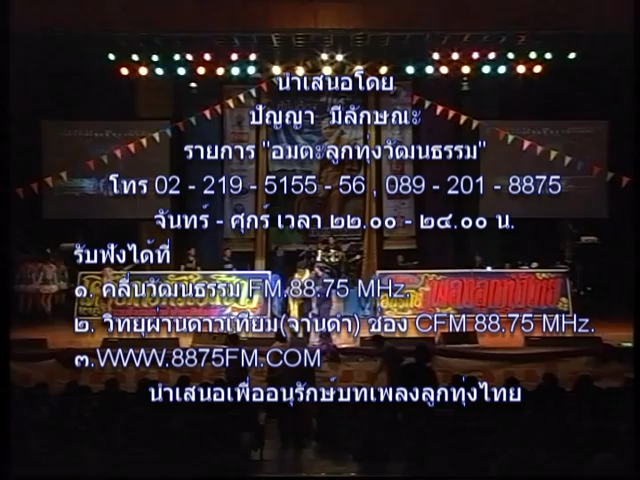 นำเสนอโดย
ปัญญา มีลักษณะ
รายการ "อมตะลูกทุ่งวัฒนธรรม"
โทร 02 - 219 - 5155 - 56 , 089 - 201 - 8875
จันทร์ - ศุกร์ เวลา ๒๒.๐๐ - ๒๔.๐๐ น.
รับฟังได้ที่
๑. คลื่นวัฒนธรรม FM.88.75 MHz.
๒. วิทยุผ่านดาวเทียม(จานดำ) ช่อง CFM 88.75 MHz.
๓.WWW.8875FM.COM
นำเสนอเพื่ออนุรักษ์บทเพลงลูกทุ่งไทย